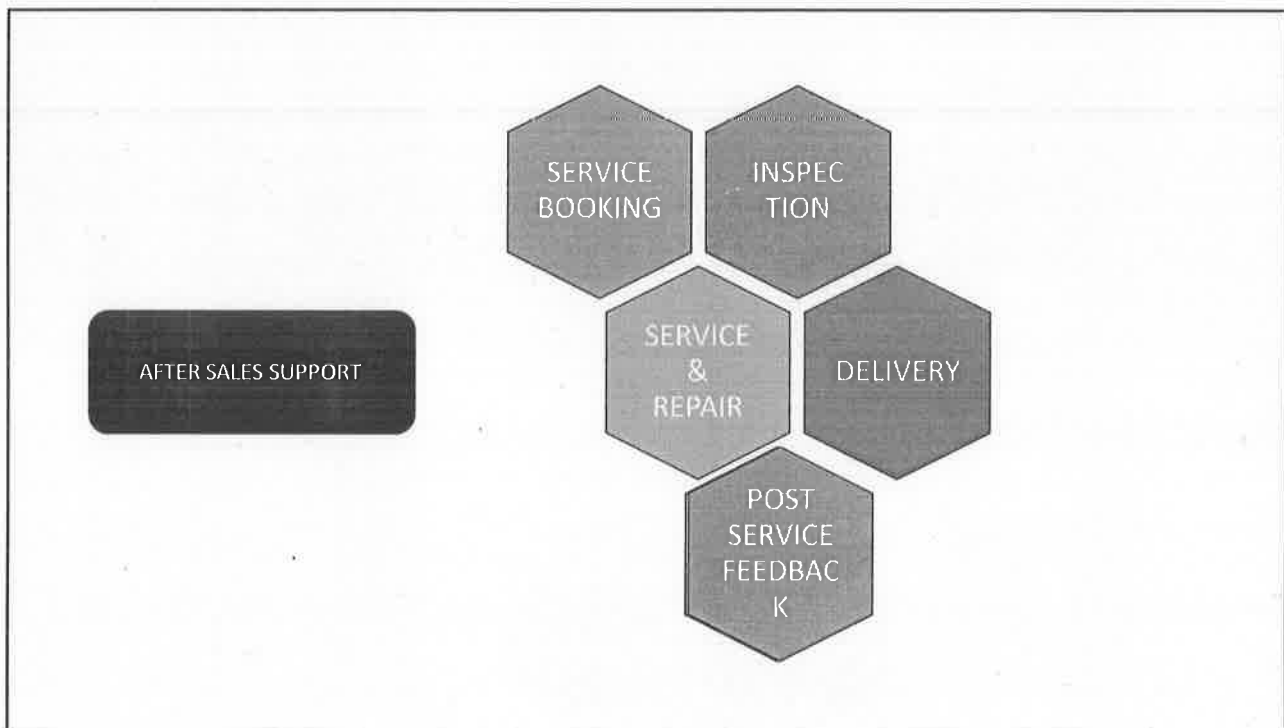 SERVICE
BOOKING
INSPEC
TION
AFTER SALES SUPPORT
SERVICE
&
REPAIR
DELIVERY
POST
SERVICE
FEEDBAC
K